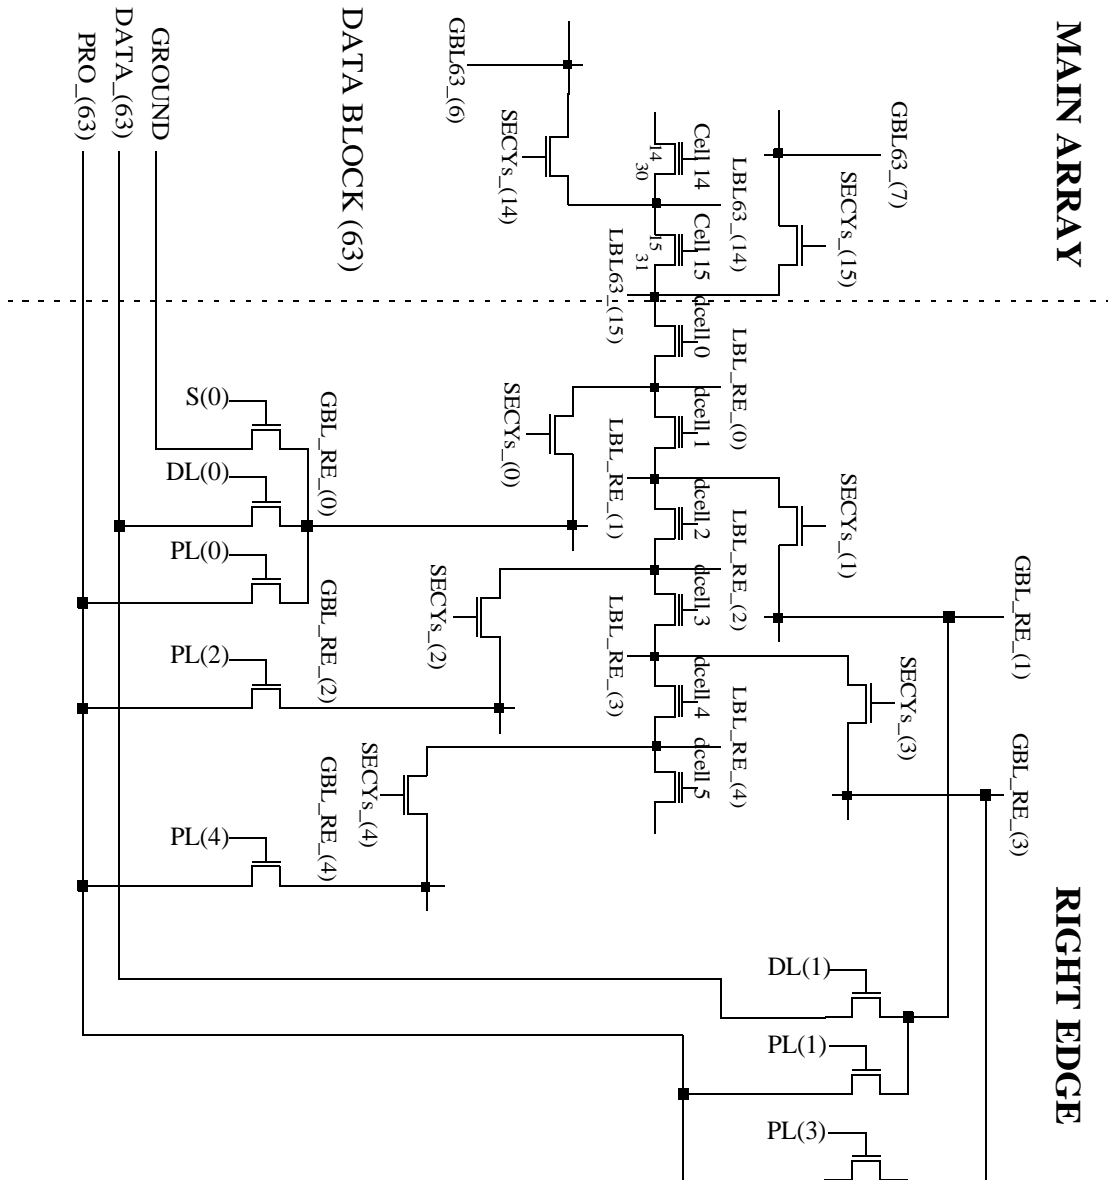 MAIN ARRAY
RIGHT EDGE
GBL63_(7)
SECYs_(15)
GBL63_(6)
SECYs_(14)
Cell 14
14
30
LBL63_(14)
Cell 15
15
31
LBL63_(15)
DATA BLOCK (63)
GROUND
DATA_(63)
PRO_(63)
dcell 0
LBL_RE_(0)
dcell 1
LBL_RE_(1)
SECYs_(0)
SECYs_(1)
GBL_RE_(1)
dcell 2
LBL_RE_(2)
dcell 3
LBL_RE_(3)
SECYs_(2)
SECYs_(3)
GBL_RE_(3)
dcell 4
LBL_RE_(4)
dcell 5
SECYs_(4)
S(0)
GBL_RE_(0)
DL(0)
PL(0)
GBL_RE_(2)
PL(2)
GBL_RE_(4)
PL(4)
DL(1)
PL(1)
PL(3)